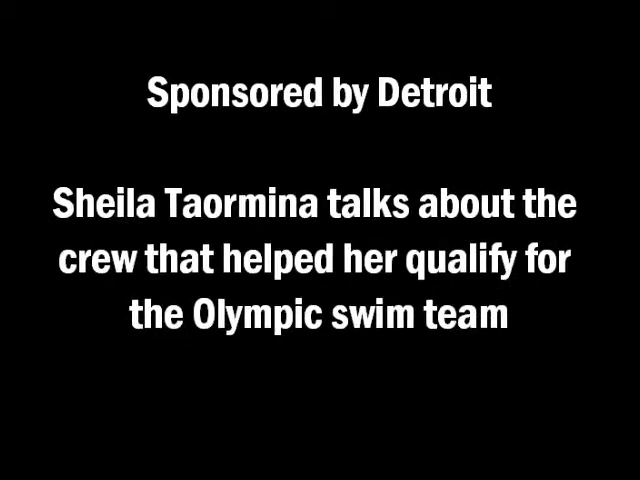 Sponsored by Detroit
Sheila Taormina talks about the
crew that helped her qualify for
the Olympic swim team